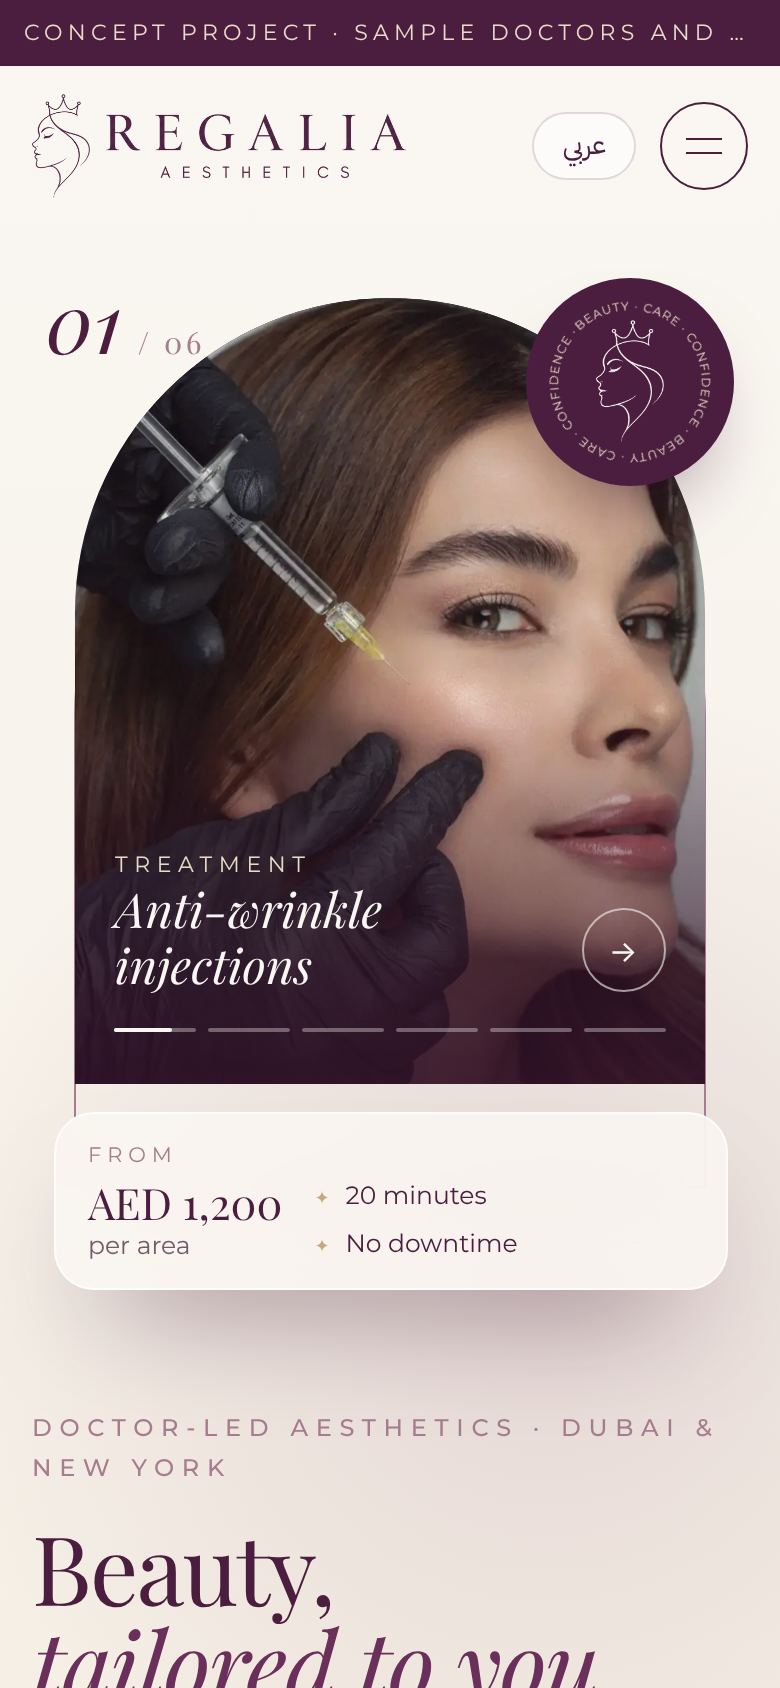 CONCEPT PROJECT · SAMPLE DOCTORS AND ...
REGALIA
AESTHETICS
عربي
01 / 06
BEAUTY · CARE · CONFIDENCE · BEAUTY · CARE · CONFIDENCE ·
TREATMENT
Anti-wrinkle
injections
→
FROM
AED 1,200
per area
✦ 20 minutes
✦ No downtime
DOCTOR-LED AESTHETICS · DUBAI &
NEW YORK
Beauty,
tailored to you